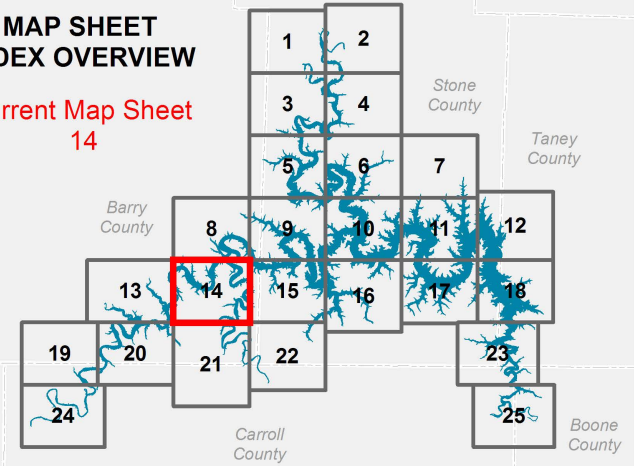 MAP SHEET
DEX OVERVIEW
rrent Map Sheet
14
1
2
Stone
County
3
4
Taney
County
5
6
7
Barry
County
8
9
10
11
12
13
14
15
16
17
18
19
20
21
22
23
24
25
Carroll
County
Boone
County